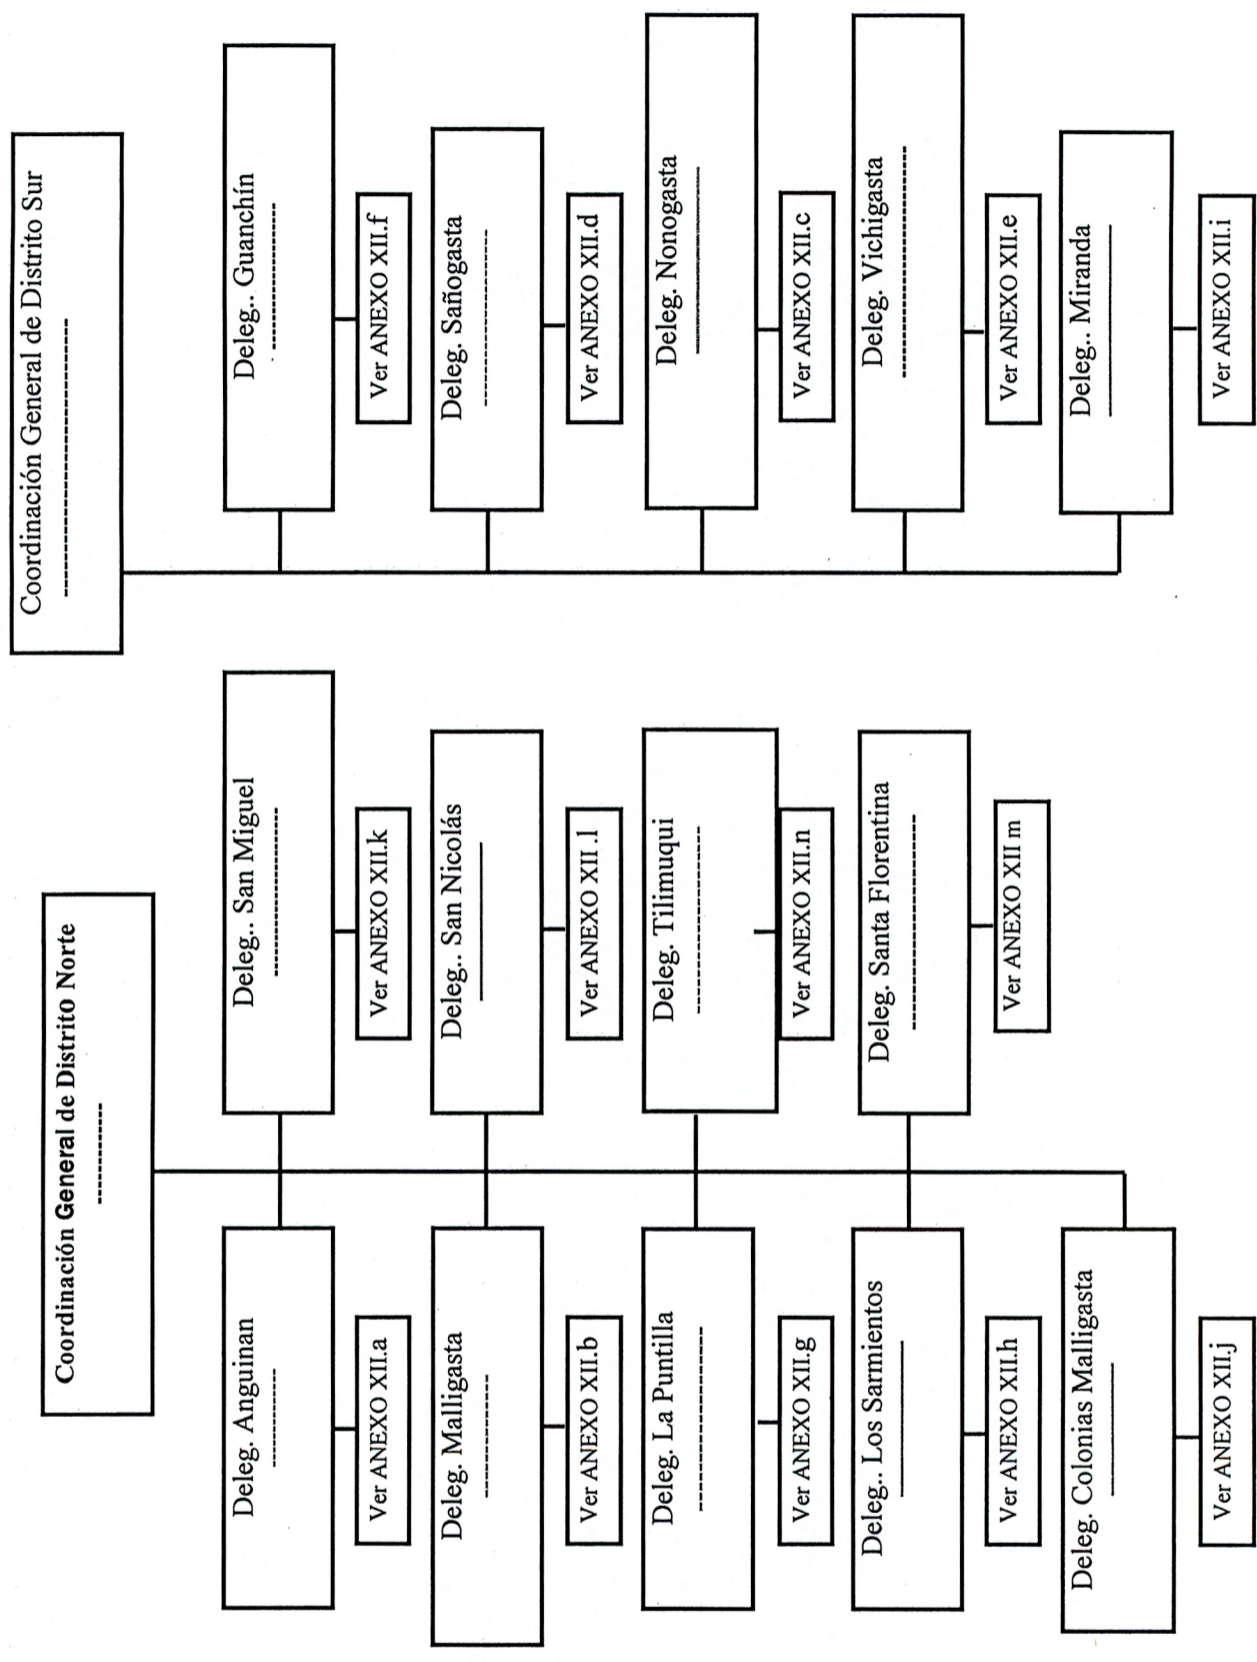 Coordinación General de Distrito Norte
------------
Deleg. Anguinan
------------
Ver ANEXO XII.a
Deleg. Malligasta
---------------
Ver ANEXO XII.b
Deleg. La Puntilla
----------------------
Ver ANEXO XII.g
Deleg.. Los Sarmientos
Ver ANEXO XII.h
Deleg. Colonias Malligasta
Ver ANEXO XII.j
Deleg.. San Miguel
---------------------
Ver ANEXO XII.k
Deleg.. San Nicolás
Ver ANEXO XII .l
Deleg. Tilimuqui
-----------------------
Ver ANEXO XII.n
Deleg. Santa Florentina
--------------------------
Ver ANEXO XII m
Coordinación General de Distrito Sur
----------------------------------
Deleg.. Guanchín
------------------
Ver ANEXO XII.f
Deleg. Sañogasta
----------------------
Ver ANEXO XII.d
Deleg. Nonogasta
Ver ANEXO XII.c
Deleg. Vichigasta
----------------------------
Ver ANEXO XII.e
Deleg.. Miranda
Ver ANEXO XII.i